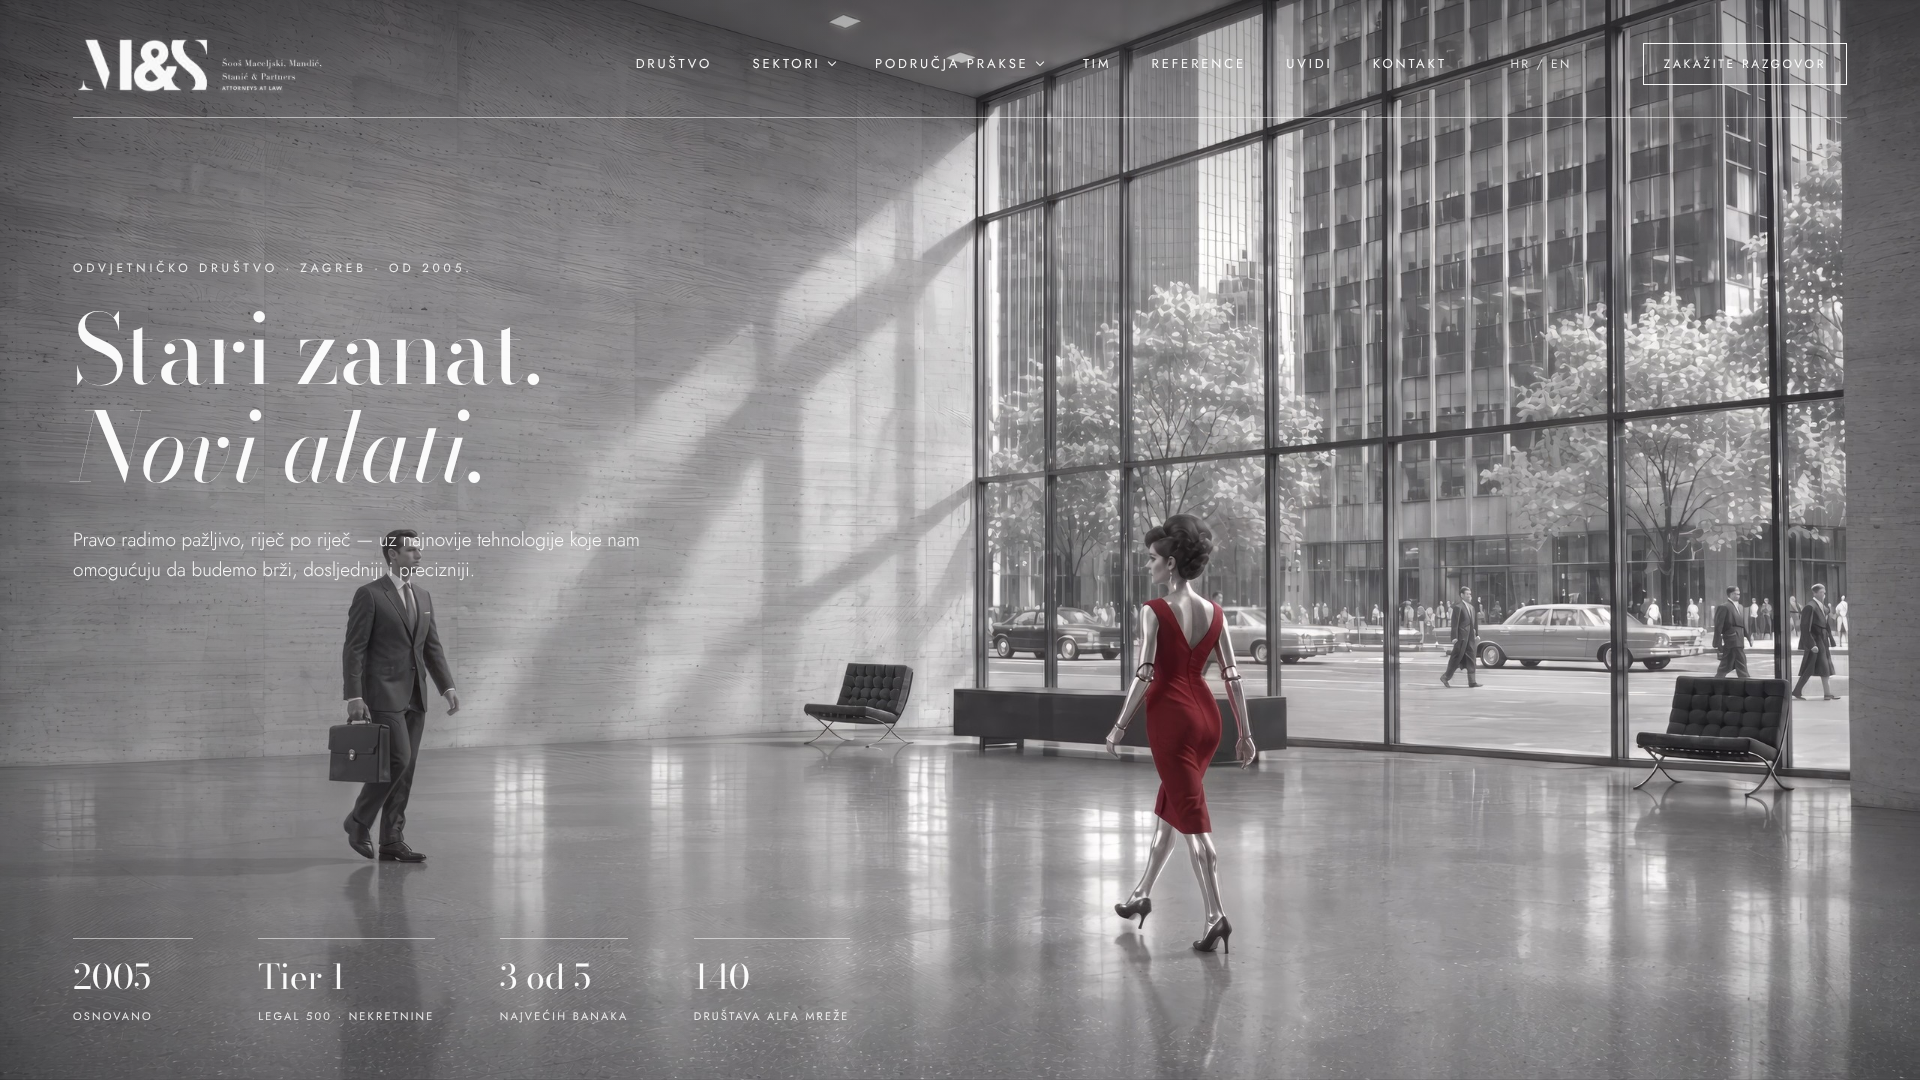 M&S
Šooš Maceljski, Mandić,
Stanić & Partners
ATTORNEYS AT LAW
DRUŠTVO
SEKTORI
PODRUČJA PRAKSE
TIM
REFERENCE
UVIDI
KONTAKT
HR / EN
ZAKAŽITE RAZGOVOR
ODVJETNIČKO DRUŠTVO · ZAGREB · OD 2005.
Stari zanat.
Novi alati.
Pravo radimo pažljivo, riječ po riječ — uz najnovije tehnologije koje nam
omogućuju da budemo brži, dosljedniji i precizniji.
2005
OSNOVANO
Tier 1
LEGAL 500 · NEKRETNINE
3 od 5
NAJVEĆIH BANAKA
140
DRUŠTAVA ALFA MREŽE